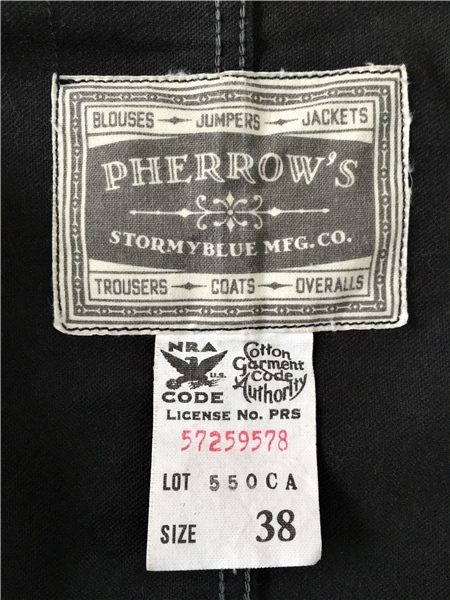 BLOUSES JUMPERS JACKETS
PHERROW'S
STORMYBLUE MFG.CO.
TROUSERS COATS OVERALLS
NRA
U.S.
CODE
Cotton
Garment
Code
Authority
LICENSE No. PRS
57259578
LOT 550CA
SIZE 38